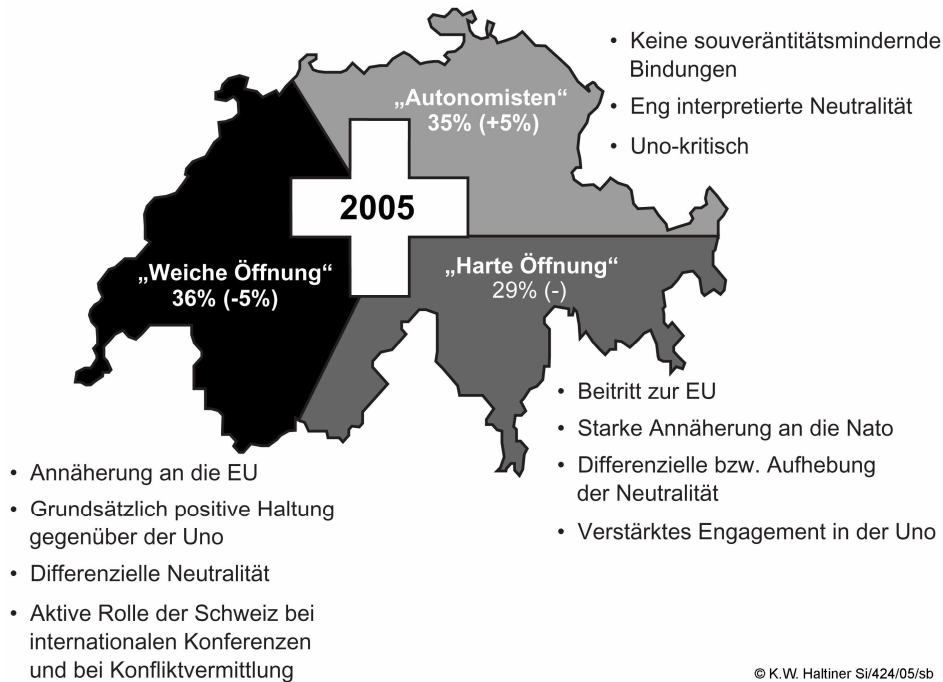 • Keine souveräntitätsmindernde
Bindungen
• Eng interpretierte Neutralität
• Uno-kritisch
„Autonomisten“
35% (+5%)
2005
„Weiche Öffnung“
36% (-5%)
„Harte Öffnung“
29% (-)
• Beitritt zur EU
• Starke Annäherung an die Nato
• Differenzielle bzw. Aufhebung
der Neutralität
• Verstärktes Engagement in der Uno
• Annäherung an die EU
• Grundsätzlich positive Haltung
gegenüber der Uno
• Differenzielle Neutralität
• Aktive Rolle der Schweiz bei
internationalen Konferenzen
und bei Konfliktvermittlung
© K.W. Haltiner Si/424/05/sb